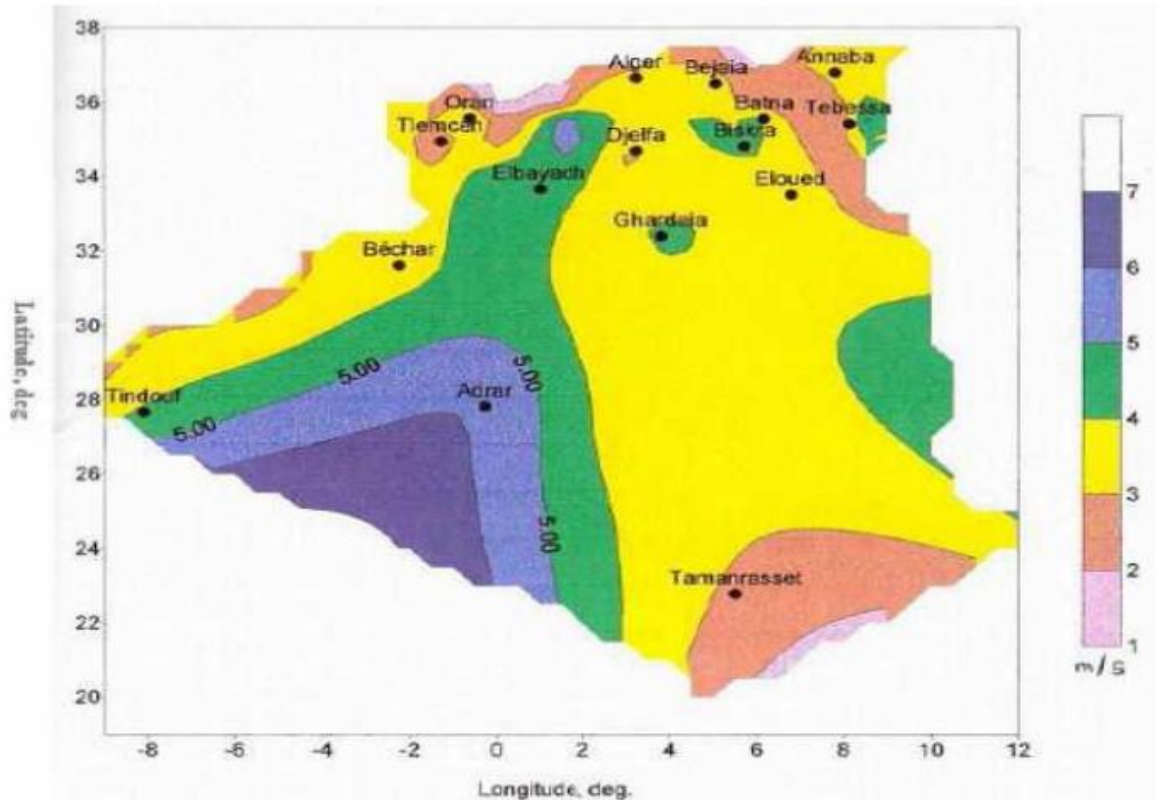 38
36
34
32
30
28
26
24
22
20
Latitude, deg
Alger
Bejaia
Annaba
Oran
Batna
Tebessa
Tlemcen
Djelfa
Biskra
Elbayadh
Eloued
Ghardaia
Béchar
5.00
5.00
Tindouf
Adrar
5.00
5.00
Tamanrasset
-8
-6
-4
-2
0
2
4
6
8
10
12
Longitude, deg.
7
6
5
4
3
2
1
m/s